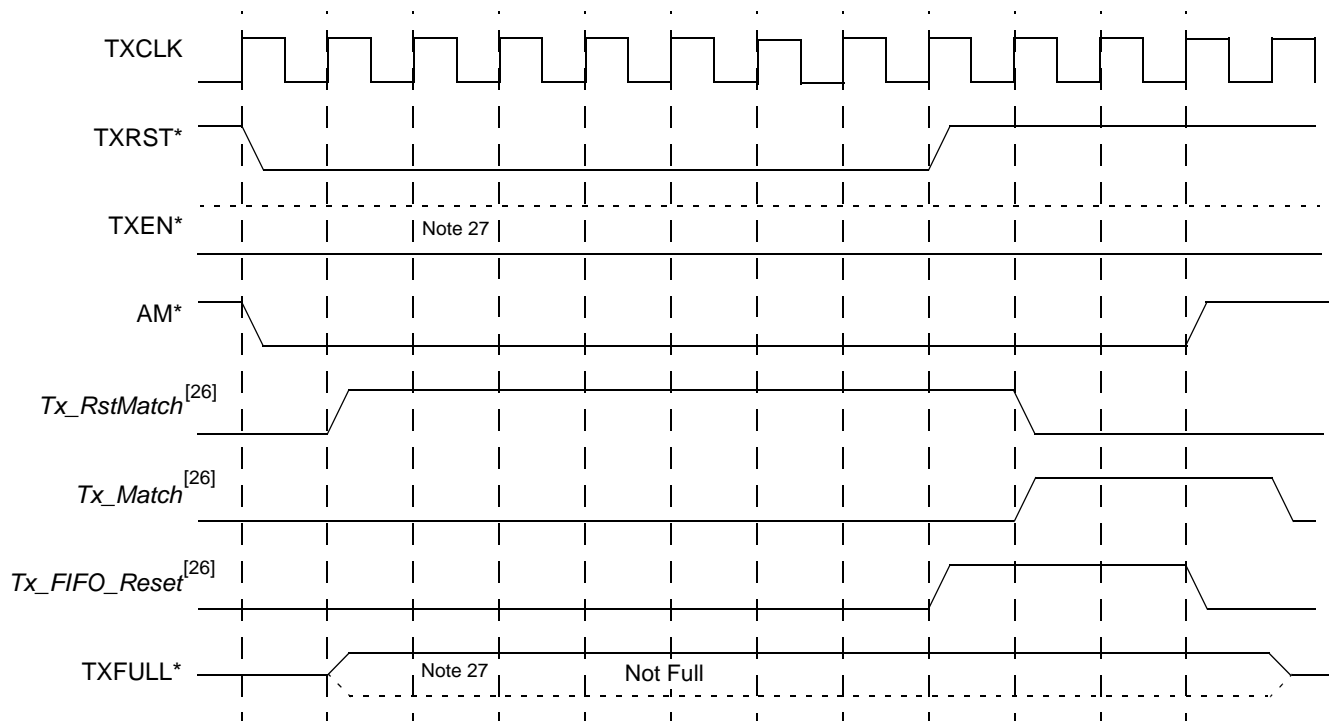 TXCLK
TXRST*
TXEN*
Note 27
AM*
Tx_RstMatch[26]
Tx_Match[26]
Tx_FIFO_Reset[26]
TXFULL*
Note 27
Not Full